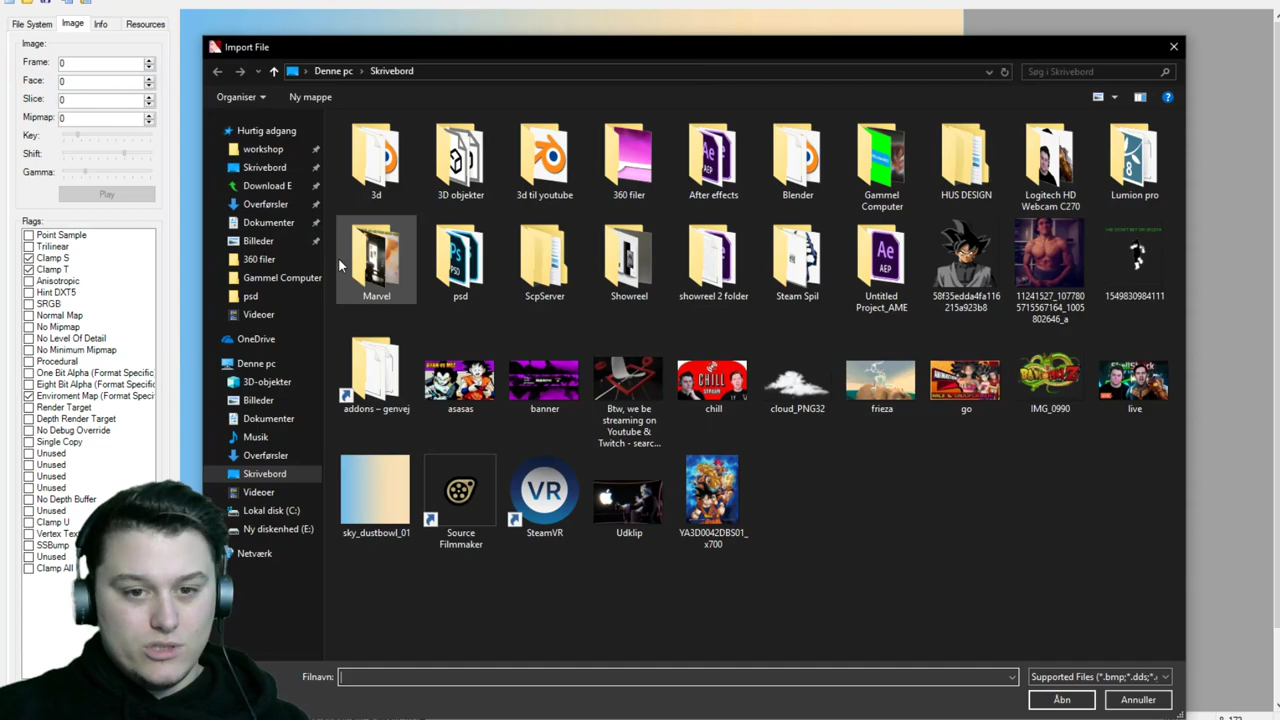 File System
Image
Info
Resources
Image:
Frame:
0
Face:
0
Slice:
0
Mipmap:
0
Key:
Shift:
Gamma:
Play
Flags:
Point Sample
Trilinear
Clamp S
Clamp T
Anisotropic
Hint DXT5
SRGB
Normal Map
No Mipmap
No Level Of Detail
No Minimum Mipmap
Procedural
One Bit Alpha (Format Specific
Eight Bit Alpha (Format Specific
Enviroment Map (Format Speci
Render Target
Depth Render Target
No Debug Override
Single Copy
Unused
Unused
Unused
Unused
No Depth Buffer
Unused
Clamp U
Vertex Text
SSBump
Unused
Clamp All
Import File
Denne pc
Skrivebord
Søg i Skrivebord
Organiser
Ny mappe
Hurtig adgang
workshop
Skrivebord
Download E
Overførsler
Dokumenter
Billeder
360 filer
Gammel Computer
psd
Videoer
OneDrive
Denne pc
3D-objekter
Billeder
Dokumenter
Musik
Overførsler
Skrivebord
Videoer
Lokal disk (C:)
Ny diskenhed (E:)
Netværk
3d
3D objekter
3d til youtube
360 filer
After effects
Blender
Gammel
Computer
HUS DESIGN
Logitech HD
Webcam C270
Lumion pro
Marvel
psd
ScpServer
Showreel
showreel 2 folder
Steam Spil
Untitled
Project_AME
58f35edda4fa116
215a923b8
11241527_107780
5715567164_1005
802646_a
1549830984111
addons – genvej
asasas
banner
Btw, we be
streaming on
Youtube &
Twitch - searc...
CHILL
chill
cloud_PNG32
frieza
go
IMG_0990
live
sky_dustbowl_01
Source
Filmmaker
VR
SteamVR
Udklip
YA3D0042DBS01_
x700
Filnavn:
Supported Files (*.bmp;*.dds;*.
Åbn
Annuller